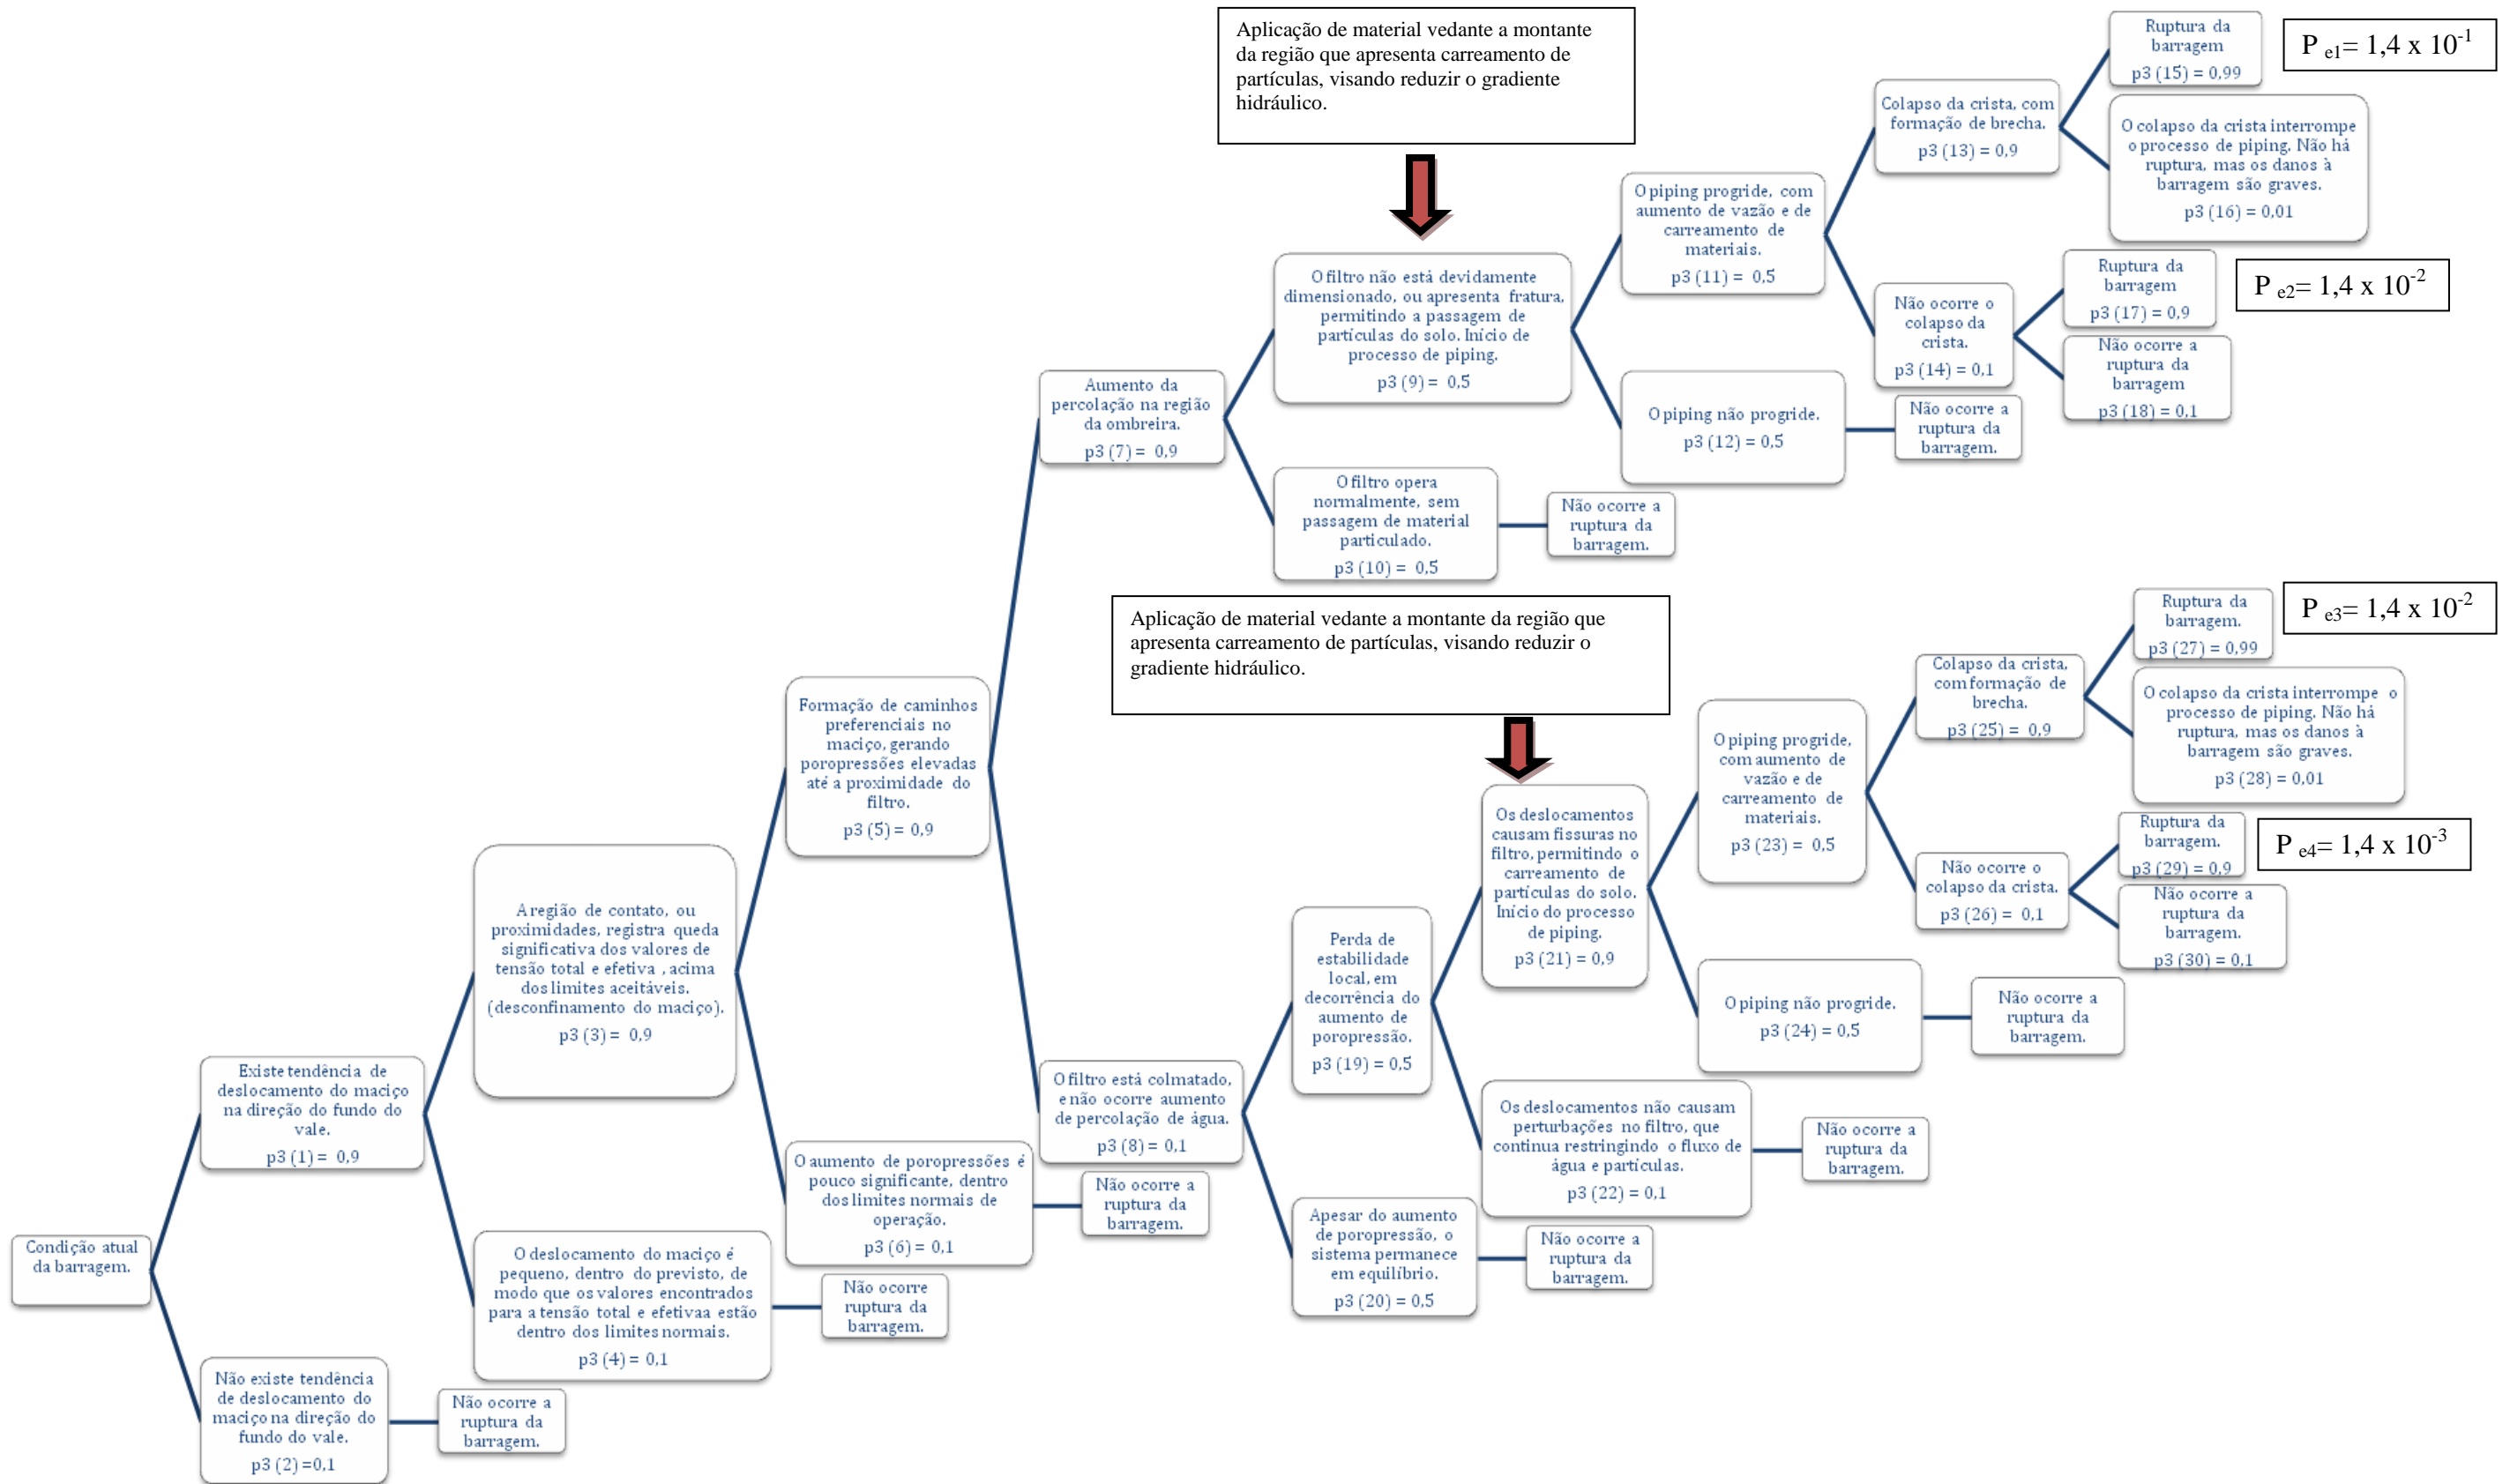 Aplicação de material vedante a montante
da região que apresenta carreamento de
partículas, visando reduzir o gradiente
hidráulico.
Ruptura da
barragem
p3 (15) = 0,99
P e1= 1,4 x 10-1
Colapso da crista, com
formação de brecha.
p3 (13) = 0,9
O colapso da crista interrompe
o processo de piping. Não há
ruptura, mas os danos à
barragem são graves.
p3 (16) = 0,01
O piping progride, com
aumento de vazão e de
carreamento de
materiais.
p3 (11) = 0,5
Ruptura da
barragem
p3 (17) = 0,9
P e2= 1,4 x 10-2
Não ocorre o
colapso da
crista.
p3 (14) = 0,1
Não ocorre a
ruptura da
barragem
p3 (18) = 0,1
O filtro não está devidamente
dimensionado, ou apresenta fratura,
permitindo a passagem de
partículas do solo. Início de
processo de piping.
p3 (9) = 0,5
O piping não progride.
p3 (12) = 0,5
Não ocorre a
ruptura da
barragem.
Aumento da
percolação na região
da ombreira.
p3 (7) = 0,9
O filtro opera
normalmente, sem
passagem de material
particulado.
p3 (10) = 0,5
Não ocorre a
ruptura da
barragem.
Aplicação de material vedante a montante da região que
apresenta carreamento de partículas, visando reduzir o
gradiente hidráulico.
Ruptura da
barragem.
p3 (27) = 0,99
P e3= 1,4 x 10-2
Colapso da crista,
com formação de
brecha.
p3 (25) = 0,9
O colapso da crista interrompe o
processo de piping. Não há
ruptura, mas os danos à
barragem são graves.
p3 (28) = 0,01
O piping progride,
com aumento de
vazão e de
carreamento de
materiais.
p3 (23) = 0,5
Ruptura da
barragem.
p3 (29) = 0,9
P e4= 1,4 x 10-3
Não ocorre o
colapso da crista.
p3 (26) = 0,1
Não ocorre a
ruptura da
barragem.
p3 (30) = 0,1
Formação de caminhos
preferenciais no
maciço, gerando
poropressões elevadas
até a proximidade do
filtro.
p3 (5) = 0,9
Os deslocamentos
causam fissuras no
filtro, permitindo o
carreamento de
partículas do solo.
Início do processo
de piping.
p3 (21) = 0,9
O piping não progride.
p3 (24) = 0,5
Não ocorre a
ruptura da
barragem.
A região de contato, ou
proximidades, registra queda
significativa dos valores de
tensão total e efetiva , acima
dos limites aceitáveis.
(desconfinamento do maciço).
p3 (3) = 0,9
Perda de
estabilidade
local, em
decorrência do
aumento de
poropressão.
p3 (19) = 0,5
Os deslocamentos não causam
perturbações no filtro, que
continua restringindo o fluxo de
água e partículas.
p3 (22) = 0,1
Não ocorre a
ruptura da
barragem.
Existe tendência de
deslocamento do maciço
na direção do fundo do
vale.
p3 (1) = 0,9
O filtro está colmatado,
e não ocorre aumento
de percolação de água.
p3 (8) = 0,1
O aumento de poropressões é
pouco significante, dentro
dos limites normais de
operação.
p3 (6) = 0,1
Não ocorre a
ruptura da
barragem.
Apesar do aumento
de poropressão, o
sistema permanece
em equilíbrio.
p3 (20) = 0,5
Não ocorre a
ruptura da
barragem.
Condição atual
da barragem.
O deslocamento do maciço é
pequeno, dentro do previsto, de
modo que os valores encontrados
para a tensão total e efetivaa estão
dentro dos limites normais.
p3 (4) = 0,1
Não ocorre
ruptura da
barragem.
Não existe tendência
de deslocamento do
maciço na direção do
fundo do vale.
p3 (2) =0,1
Não ocorre a
ruptura da
barragem.